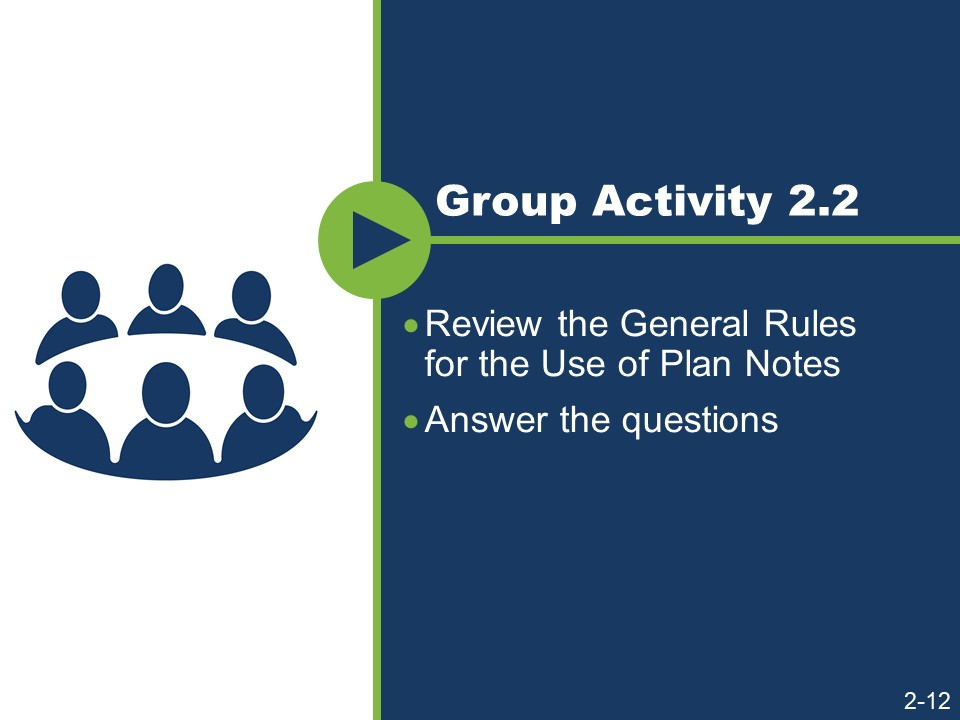 Group Activity 2.2
• Review the General Rules
for the Use of Plan Notes
• Answer the questions
2-12